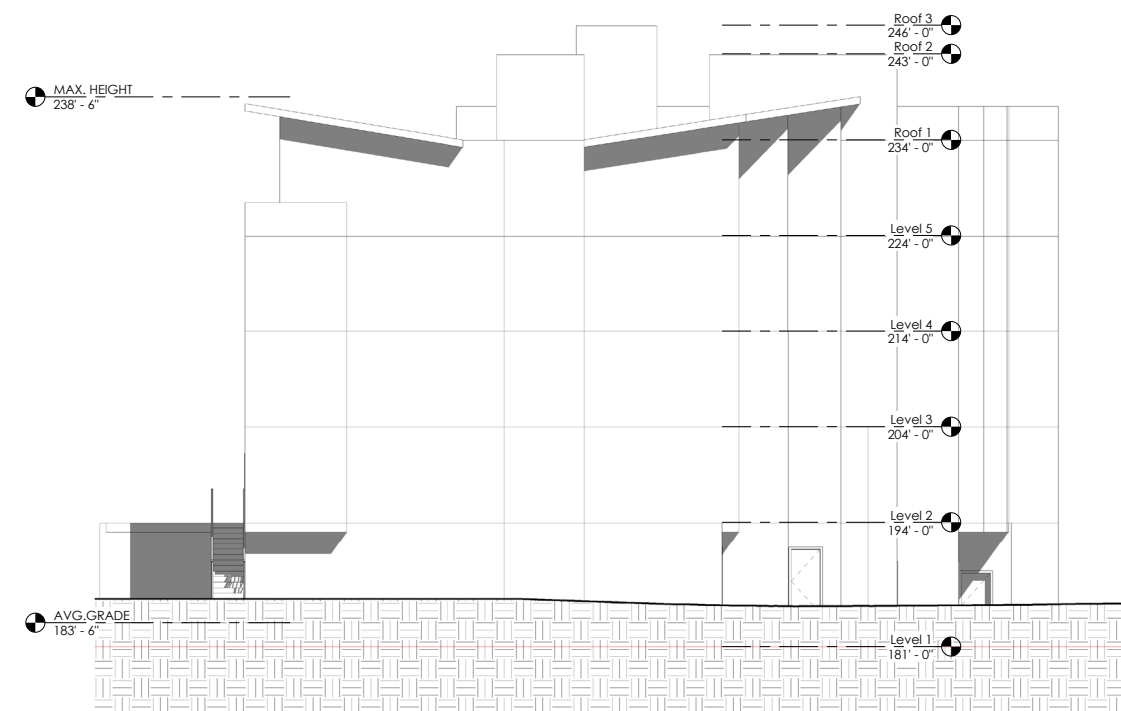 Roof 3
246' - 0"
Roof 2
243' - 0"
MAX. HEIGHT
238' - 6"
Roof 1
234' - 0"
Level 5
224' - 0"
Level 4
214' - 0"
Level 3
204' - 0"
Level 2
194' - 0"
AVG.GRADE
183' - 6"
Level 1
181' - 0"